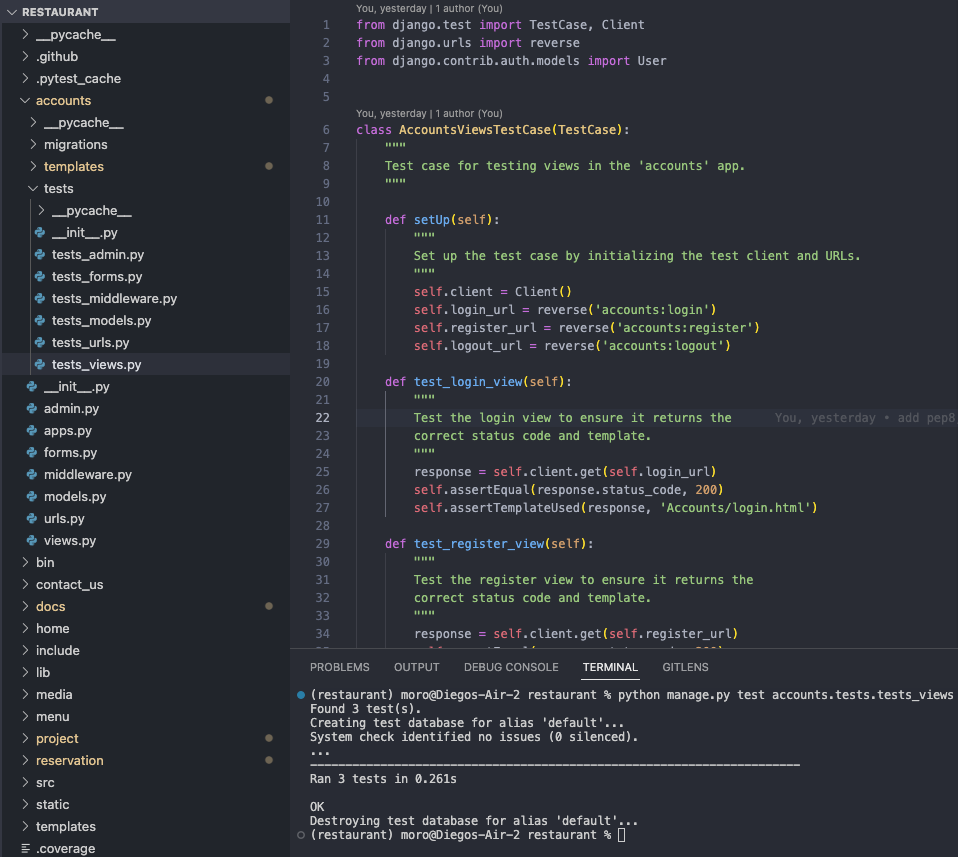 RESTAURANT
__pycache__
.github
.pytest_cache
accounts
__pycache__
migrations
templates
tests
__pycache__
__init__.py
tests_admin.py
tests_forms.py
tests_middleware.py
tests_models.py
tests_urls.py
tests_views.py
__init__.py
admin.py
apps.py
forms.py
middleware.py
models.py
urls.py
views.py
bin
contact_us
docs
home
include
lib
media
menu
project
reservation
src
static
templates
.coverage
You, yesterday | 1 author (You)
1 from django.test import TestCase, Client
2 from django.urls import reverse
3 from django.contrib.auth.models import User
4
5
You, yesterday | 1 author (You)
6 class AccountsViewsTestCase(TestCase):
7 """
8 Test case for testing views in the 'accounts' app.
9 """
10
11 def setUp(self):
12 """
13 Set up the test case by initializing the test client and URLs.
14 """
15 self.client = Client()
16 self.login_url = reverse('accounts:login')
17 self.register_url = reverse('accounts:register')
18 self.logout_url = reverse('accounts:logout')
19
20 def test_login_view(self):
21 """
22 Test the login view to ensure it returns the You, yesterday • add pep8
23 correct status code and template.
24 """
25 response = self.client.get(self.login_url)
26 self.assertEqual(response.status_code, 200)
27 self.assertTemplateUsed(response, 'Accounts/login.html')
28
29 def test_register_view(self):
30 """
31 Test the register view to ensure it returns the
32 correct status code and template.
33 """
34 response = self.client.get(self.register_url)
PROBLEMS OUTPUT DEBUG CONSOLE TERMINAL GITLENS
(restaurant) moro@Diegos-Air-2 restaurant % python manage.py test accounts.tests.tests_views
Found 3 test(s).
Creating test database for alias 'default'...
System check identified no issues (0 silenced).
...
----------------------------------------------------------------------
Ran 3 tests in 0.261s
OK
Destroying test database for alias 'default'...
(restaurant) moro@Diegos-Air-2 restaurant %